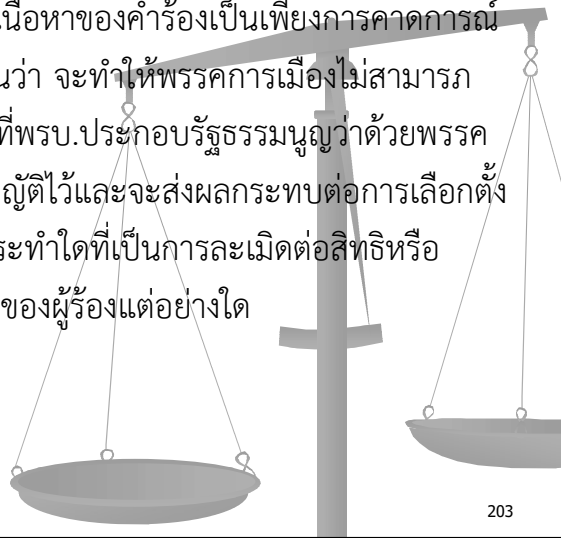 เนื้อหาของคำร้องเป็นเพียงการคาดการณ์
ว่า จะทำให้พรรคการเมืองไม่สามารภ
ที่พรบ.ประกอบรัฐธรรมนูญว่าด้วยพรรค
ญัติไว้และจะส่งผลกระทบต่อการเลือกตั้ง
ระทำใดที่เป็นการละเมิดต่อสิทธิหรือ
ของผู้ร้องแต่อย่างใด
203